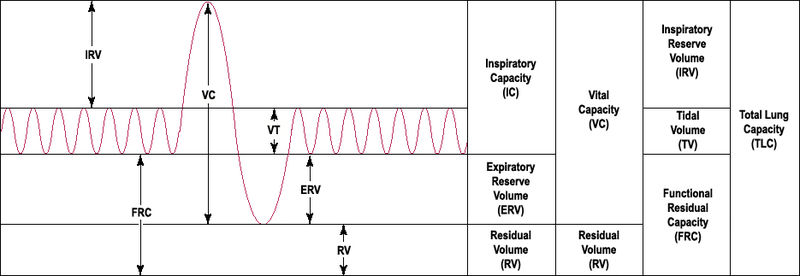 IRV
VC
VT
FRC
ERV
RV
Inspiratory
Capacity
(IC)
Expiratory
Reserve
Volume
(ERV)
Residual
Volume
(RV)
Vital
Capacity
(VC)
Residual
Volume
(RV)
Inspiratory
Reserve
Volume
(IRV)
Tidal
Volume
(TV)
Functional
Residual
Capacity
(FRC)
Total Lung
Capacity
(TLC)